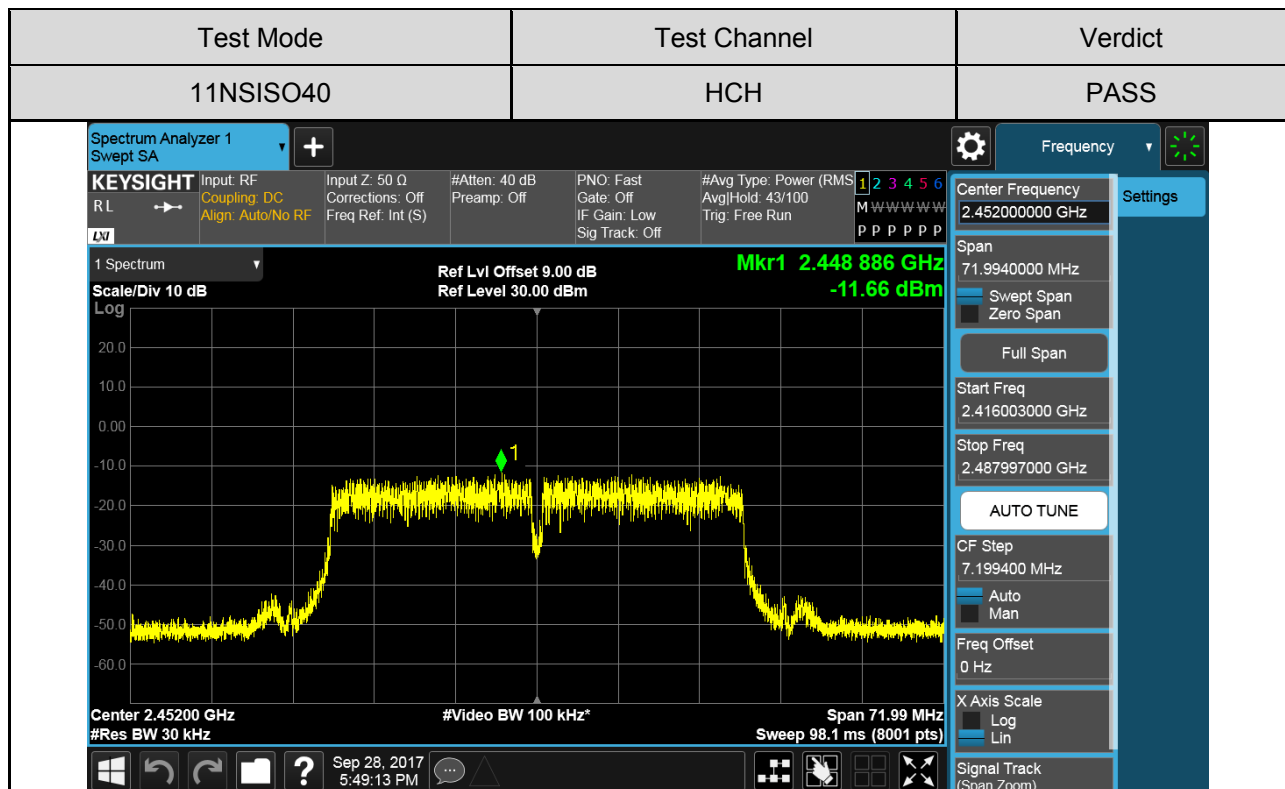 Test Mode Test Channel Verdict
11NSISO40 HCH PASS
Spectrum Analyzer 1
Swept SA
+
Frequency
KEYSIGHT
RL
LXI
Input: RF
Coupling: DC
Align: Auto/No RF
Input Z: 50 Ω
Corrections: Off
Freq Ref: Int (S)
#Atten: 40 dB
Preamp: Off
PNO: Fast
Gate: Off
IF Gain: Low
Sig Track: Off
#Avg Type: Power (RMS
Avg|Hold: 43/100
Trig: Free Run
1 2 3 4 5 6
M W W W W W
P P P P P P
1 Spectrum
Scale/Div 10 dB
Ref Lvl Offset 9.00 dB
Ref Level 30.00 dBm
Mkr1 2.448 886 GHz
-11.66 dBm
Log
20.0
10.0
0.00
-10.0
-20.0
-30.0
-40.0
-50.0
-60.0
1
Center 2.45200 GHz
#Res BW 30 kHz
#Video BW 100 kHz*
Span 71.99 MHz
Sweep 98.1 ms (8001 pts)
Center Frequency
2.452000000 GHz
Settings
Span
71.9940000 MHz
Swept Span
Zero Span
Full Span
Start Freq
2.416003000 GHz
Stop Freq
2.487997000 GHz
AUTO TUNE
CF Step
7.199400 MHz
Auto
Man
Freq Offset
0 Hz
X Axis Scale
Log
Lin
Signal Track
(Span Zoom)
?
Sep 28, 2017
5:49:13 PM